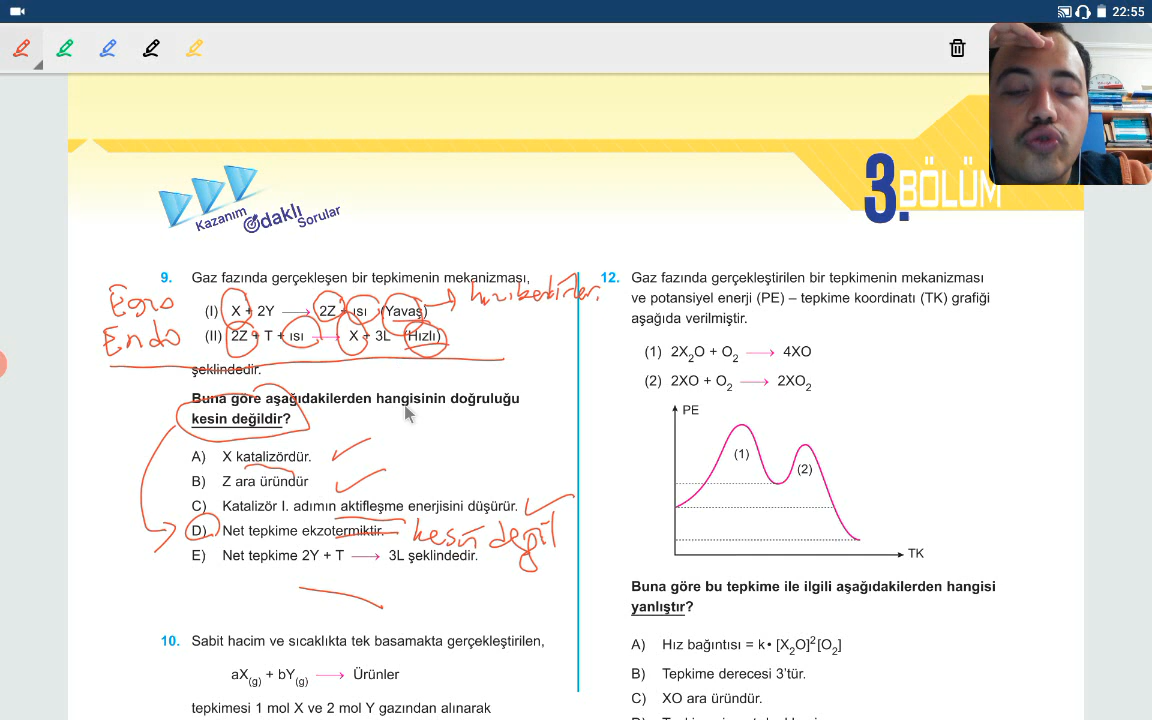 22:55
3.BÖLÜM
Kazanım Odaklı Sorular
9. Gaz fazında gerçekleşen bir tepkimenin mekanizması,
Egzo (I) X + 2Y ⟶ 2Z + ısı (Yavaş) → hızı belirler.
Endo (II) 2Z + T + ısı ⟶ X + 3L (Hızlı)
şeklindedir.
Buna göre aşağıdakilerden hangisinin doğruluğu
kesin değildir?
A) X katalizördür.
B) Z ara üründür
C) Katalizör I. adımın aktifleşme enerjisini düşürür.
D) Net tepkime ekzotermiktir. kesin değil
E) Net tepkime 2Y + T ⟶ 3L şeklindedir.
10. Sabit hacim ve sıcaklıkta tek basamakta gerçekleştirilen,
aX(g) + bY(g) ⟶ Ürünler
tepkimesi 1 mol X ve 2 mol Y gazından alınarak
12. Gaz fazında gerçekleştirilen bir tepkimenin mekanizması
ve potansiyel enerji (PE) – tepkime koordinatı (TK) grafiği
aşağıda verilmiştir.
(1) 2X₂O + O₂ ⟶ 4XO
(2) 2XO + O₂ ⟶ 2XO₂
PE
(1)
(2)
TK
Buna göre bu tepkime ile ilgili aşağıdakilerden hangisi
yanlıştır?
A) Hız bağıntısı = k• [X₂O]² [O₂]
B) Tepkime derecesi 3'tür.
C) XO ara üründür.